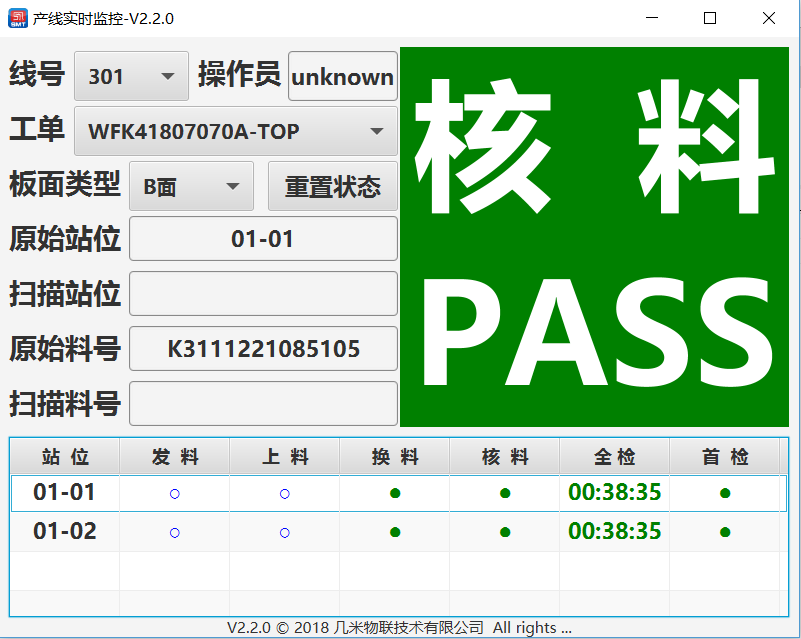 产线实时监控-V2.2.0
线号 301 操作员 unknown
工单 WFK41807070A-TOP
板面类型 B面 重置状态
原始站位 01-01
扫描站位
原始料号 K3111221085105
扫描料号
核 料
PASS
站 位 发 料 上 料 换 料 核 料 全检 首 检
01-01 ○ ○ ● ● 00:38:35 ●
01-02 ○ ○ ● ● 00:38:35 ●
V2.2.0 © 2018 几米物联技术有限公司 All rights ...